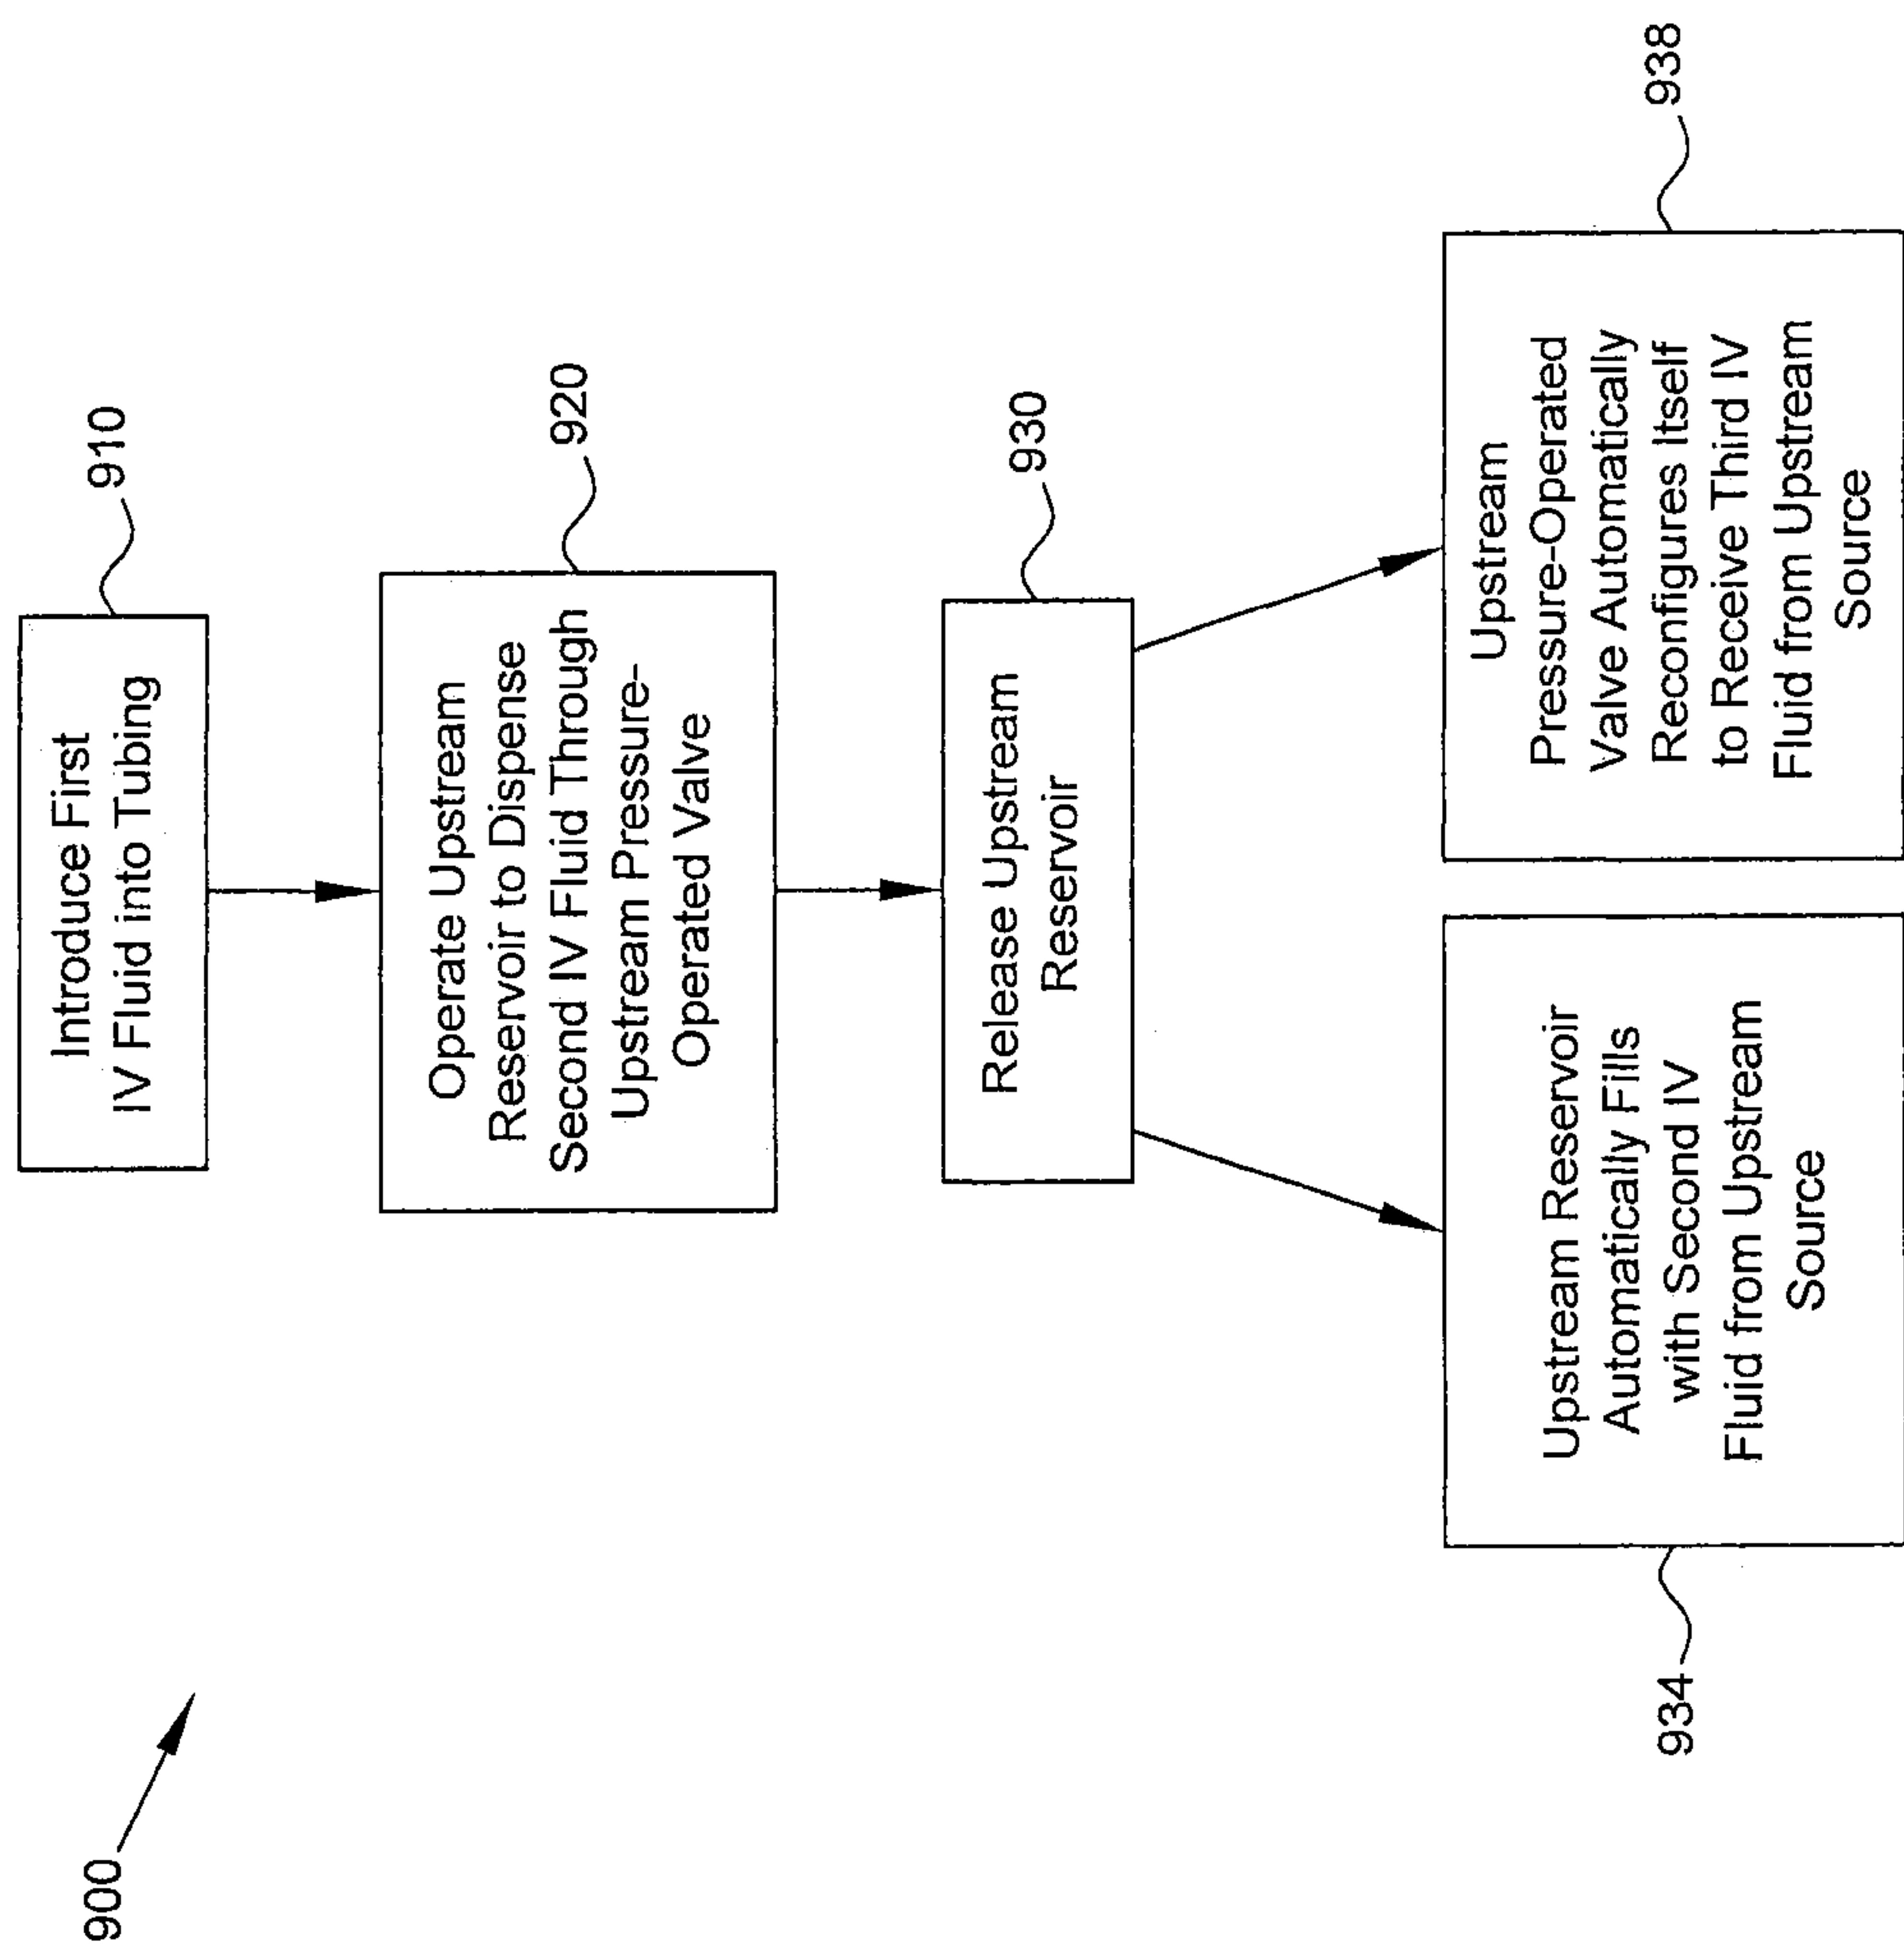 900
Introduce First
IV Fluid into Tubing
910
Operate Upstream
Reservoir to Dispense
Second IV Fluid Through
Upstream Pressure-
Operated Valve
920
Release Upstream
Reservoir
930
Upstream Reservoir
Automatically Fills
with Second IV
Fluid from Upstream
Source
934
Upstream
Pressure-Operated
Valve Automatically
Reconfigures Itself
to Receive Third IV
Fluid from Upstream
Source
938